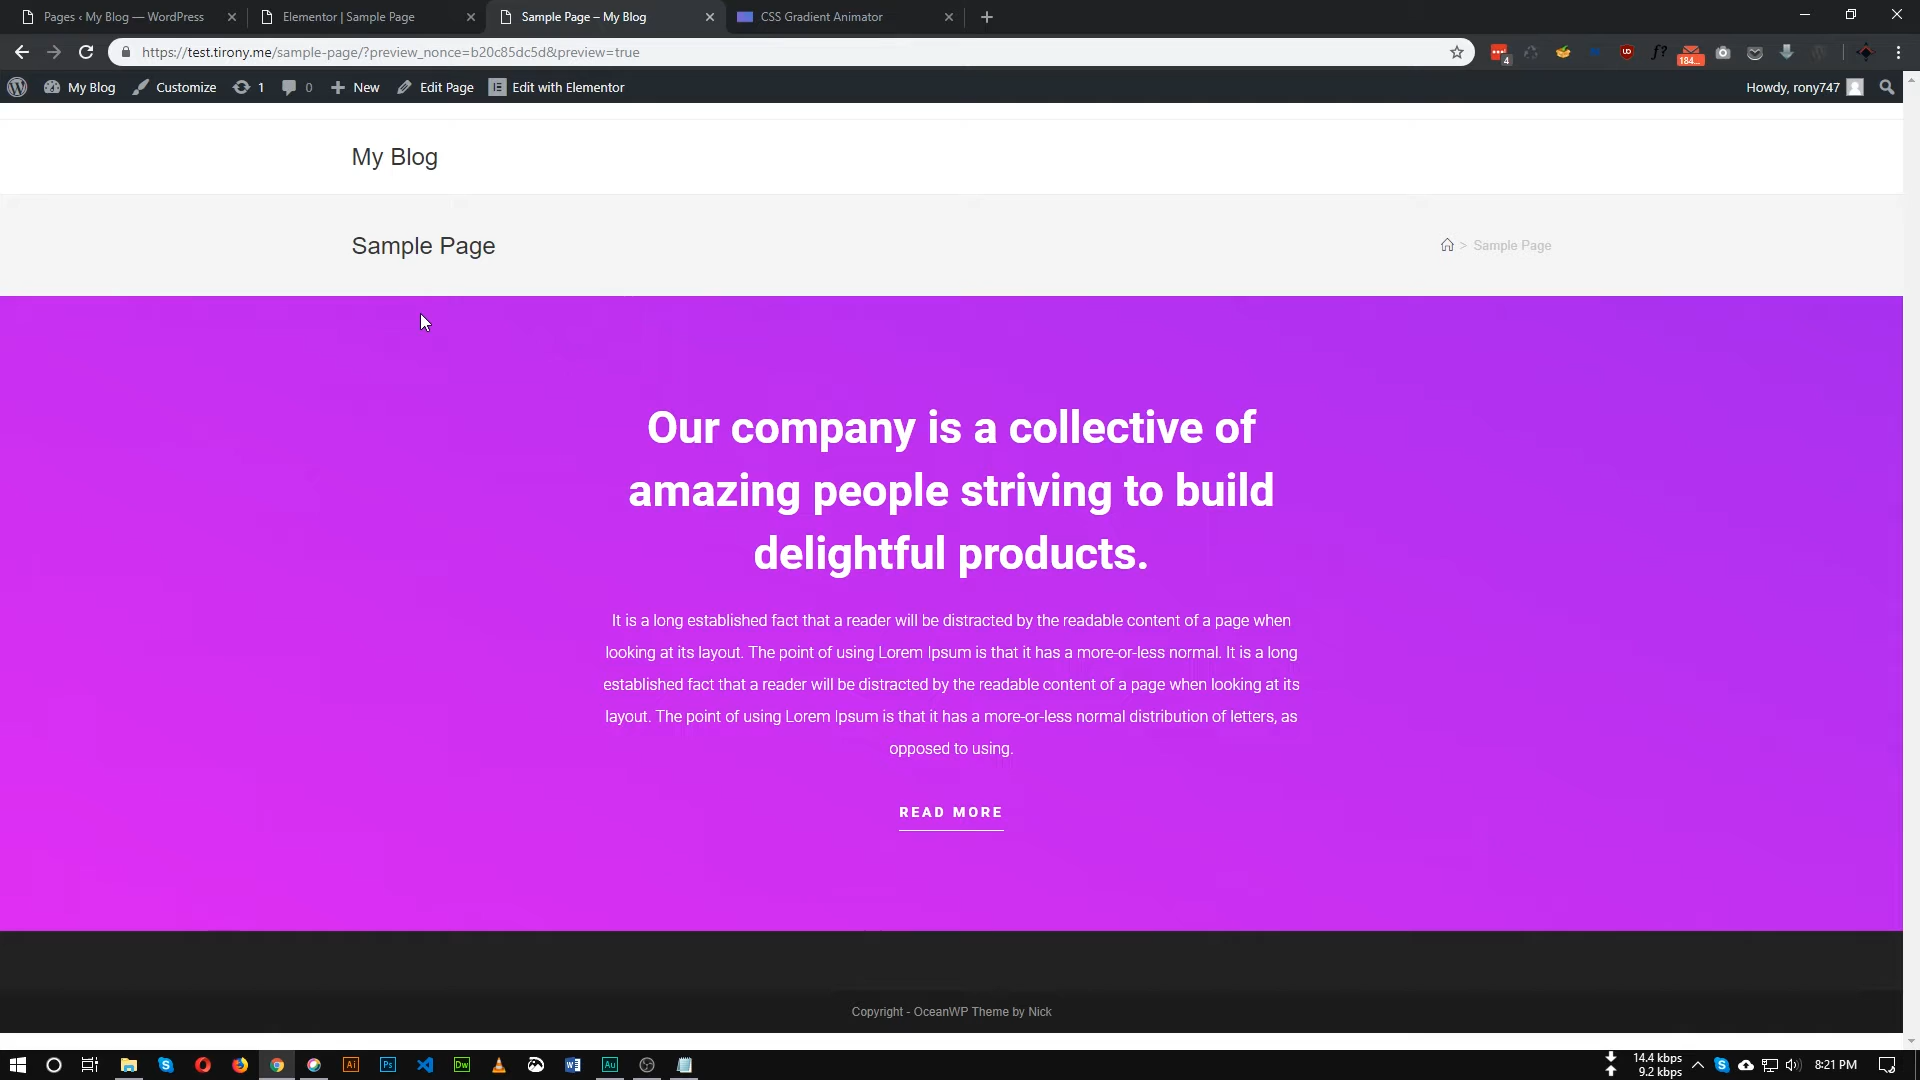 Pages ‹ My Blog — WordPress
Elementor | Sample Page
Sample Page – My Blog
CSS Gradient Animator
https://test.tirony.me/sample-page/?preview_nonce=b20c85dc5d&preview=true
4
184...
My Blog
Customize
1
0
New
Edit Page
Edit with Elementor
Howdy, rony747
My Blog
Sample Page
> Sample Page
Our company is a collective of
amazing people striving to build
delightful products.
It is a long established fact that a reader will be distracted by the readable content of a page when
looking at its layout. The point of using Lorem Ipsum is that it has a more-or-less normal. It is a long
established fact that a reader will be distracted by the readable content of a page when looking at its
layout. The point of using Lorem Ipsum is that it has a more-or-less normal distribution of letters, as
opposed to using.
READ MORE
Copyright - OceanWP Theme by Nick
Ai
Ps
Dw
Au
14.4 kbps
9.2 kbps
8:21 PM